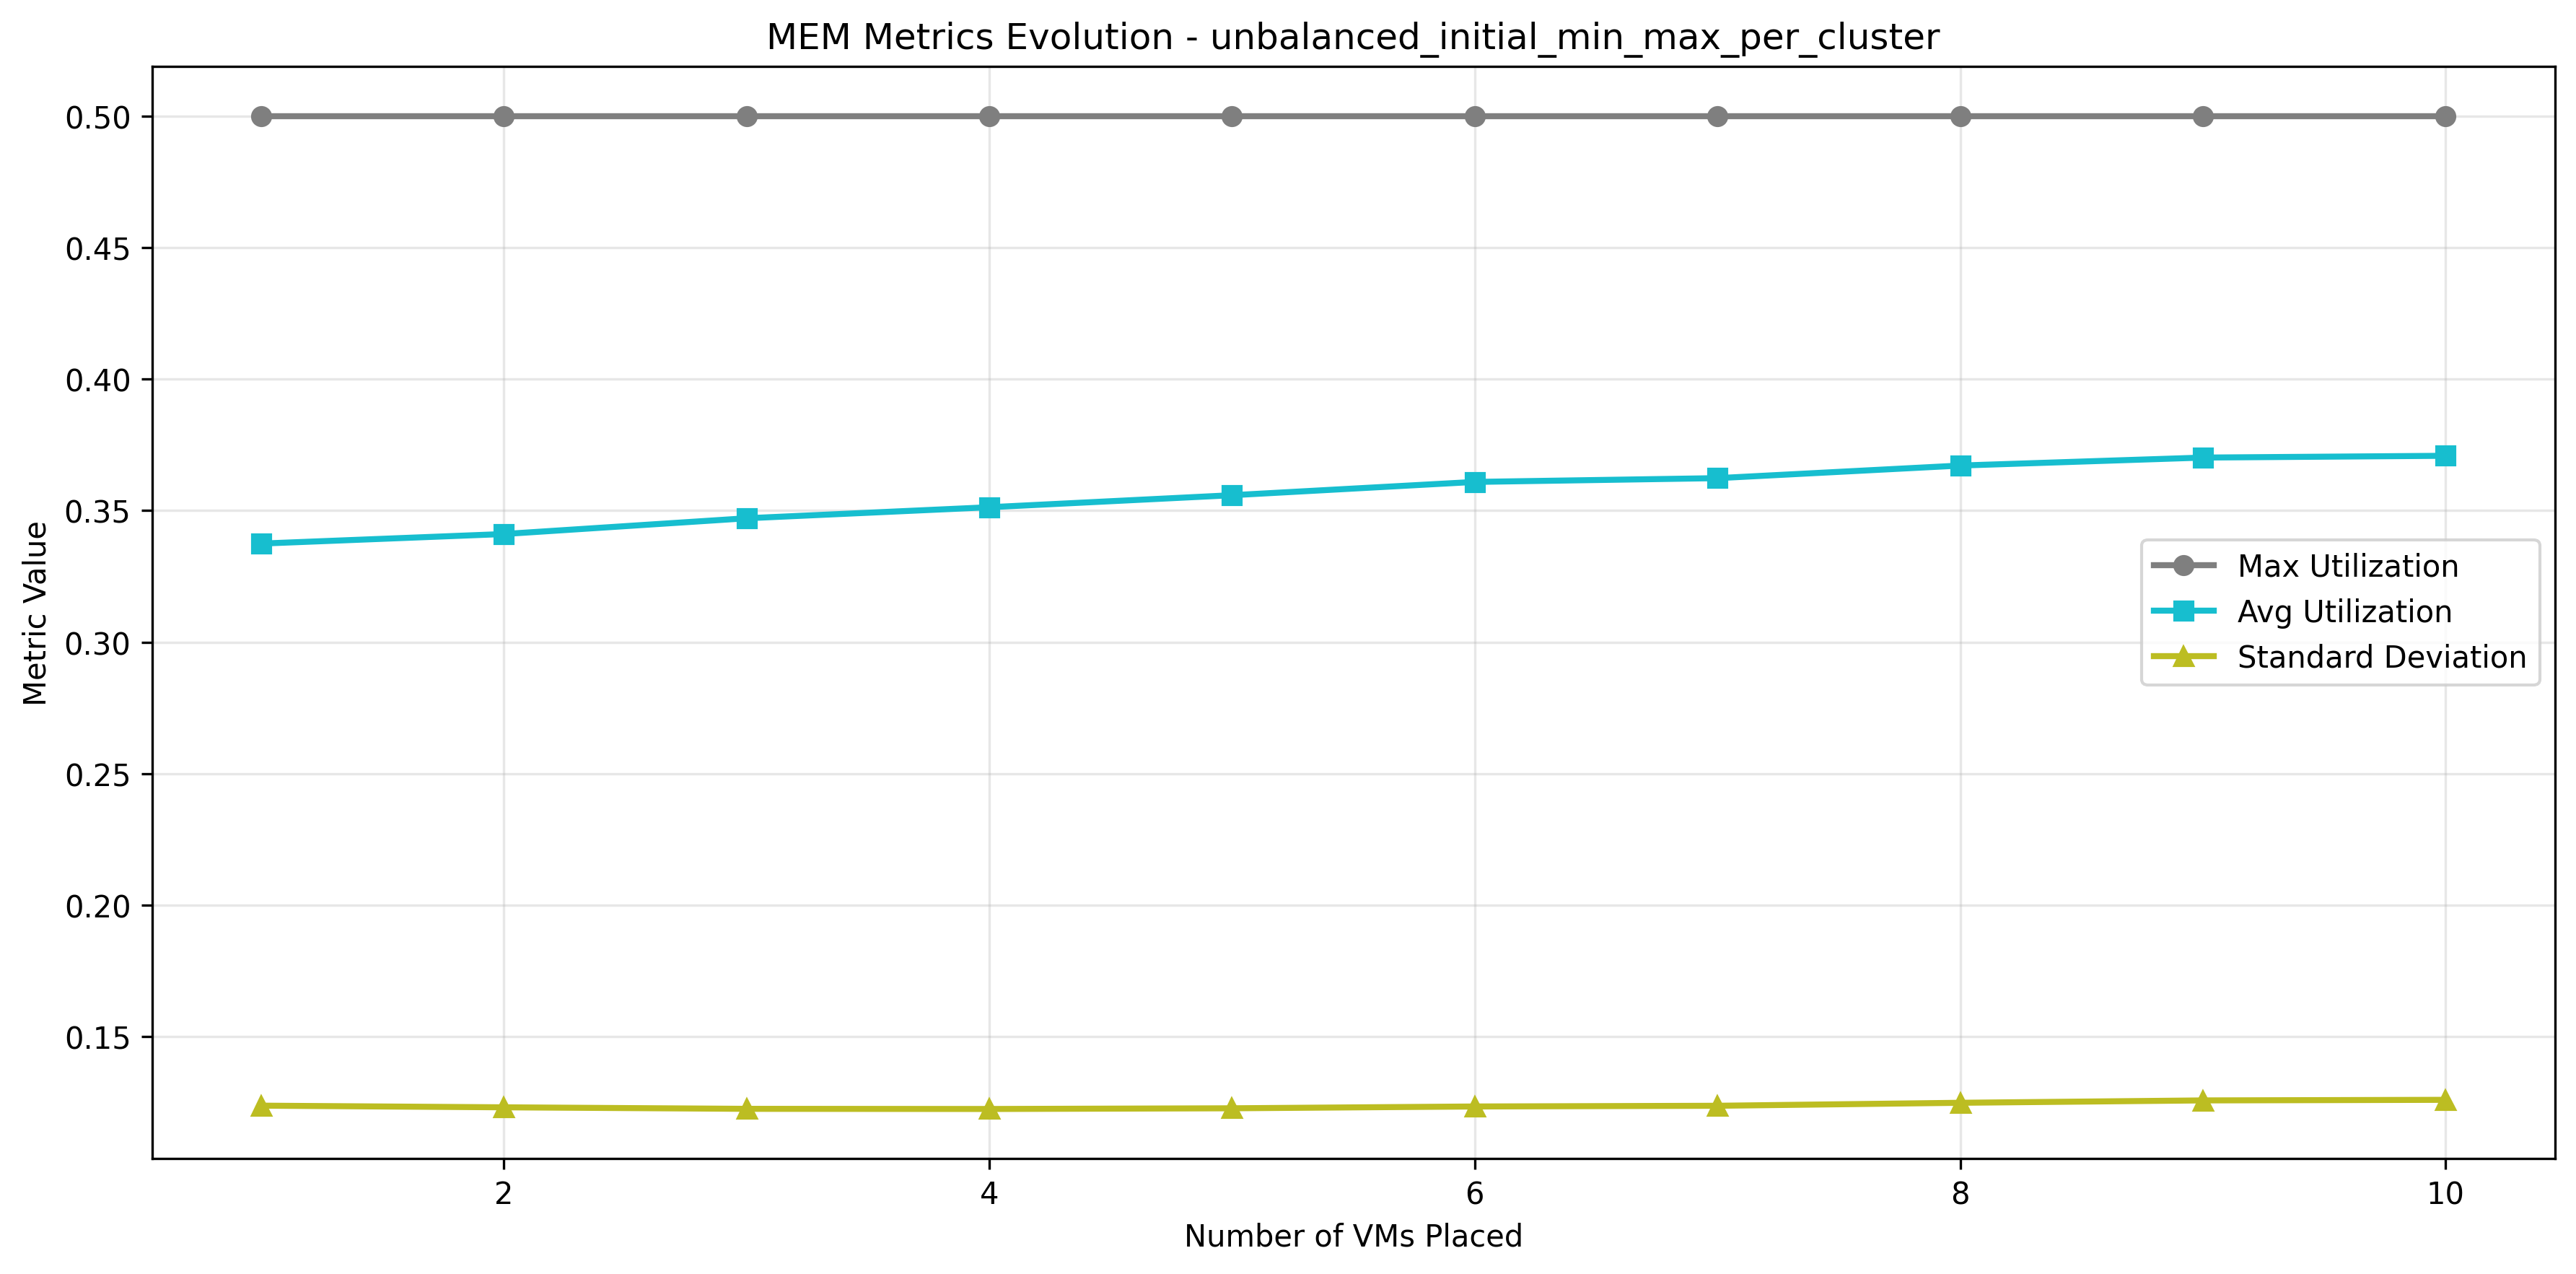 MEM Metrics Evolution - unbalanced_initial_min_max_per_cluster
Metric Value
0.50
0.45
0.40
0.35
0.30
0.25
0.20
0.15
Max Utilization
Avg Utilization
Standard Deviation
2 4 6 8 10
Number of VMs Placed